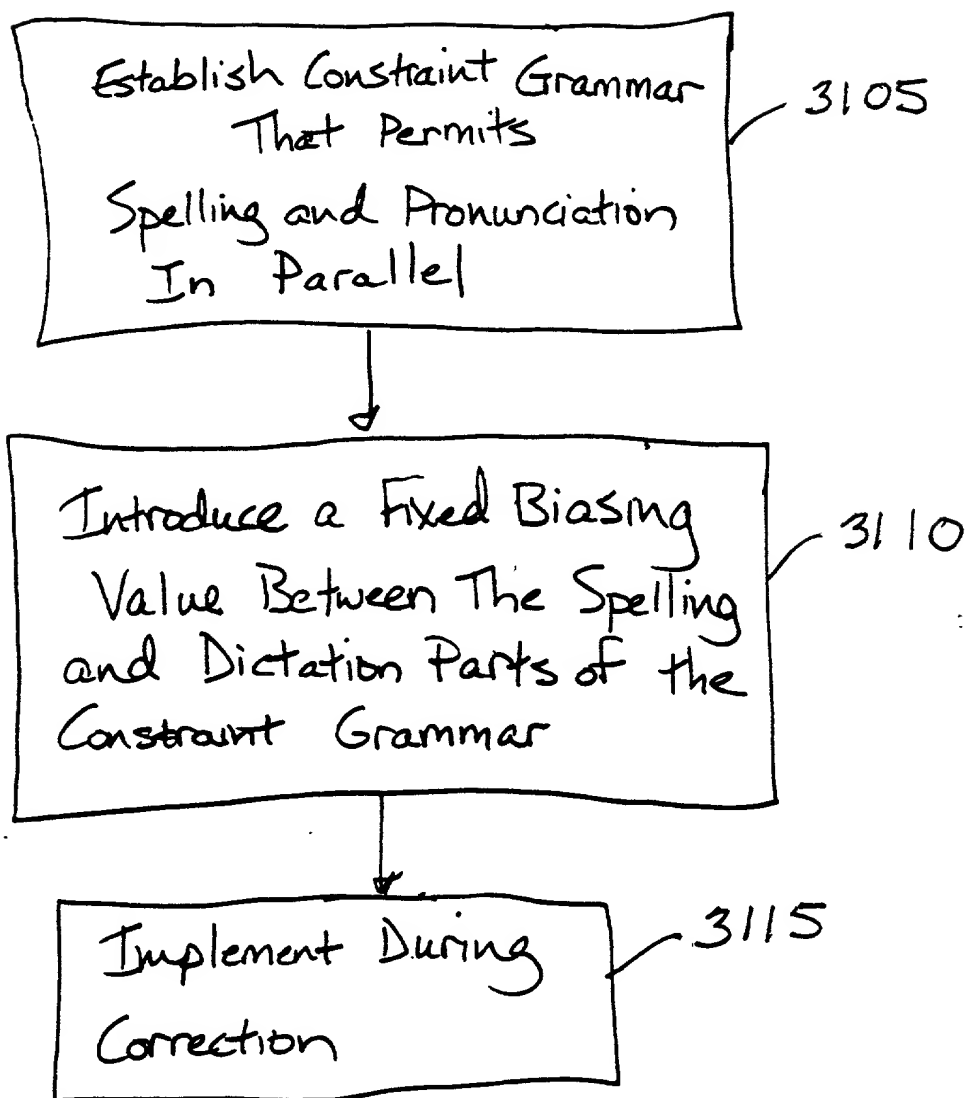 Establish Constraint Grammar
That Permits
Spelling and Pronunciation
In Parallel
3105
Introduce a Fixed Biasing
Value Between The Spelling
and Dictation Parts of the
Constraint Grammar
3110
Implement During
Correction
3115